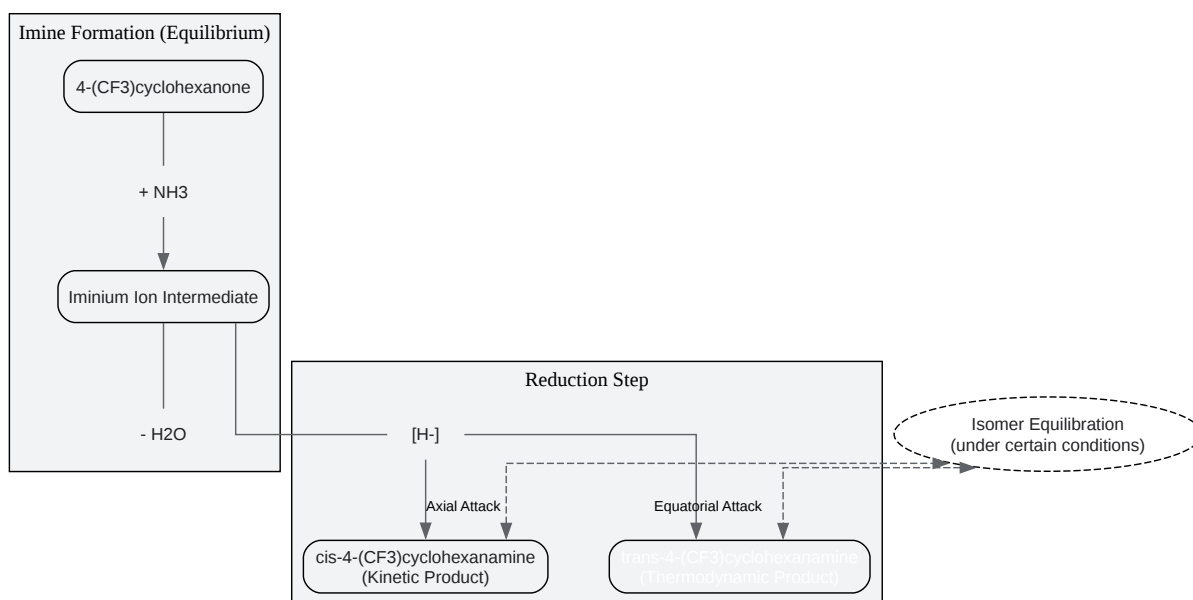 Imine Formation (Equilibrium)
4-(CF3)cyclohexanone
+ NH3
Iminium Ion Intermediate
- H2O
Reduction Step
[H-]
Isomer Equilibration
(under certain conditions)
Axial Attack
Equatorial Attack
cis-4-(CF3)cyclohexanamine
(Kinetic Product)
trans-4-(CF3)cyclohexanamine
(Thermodynamic Product)